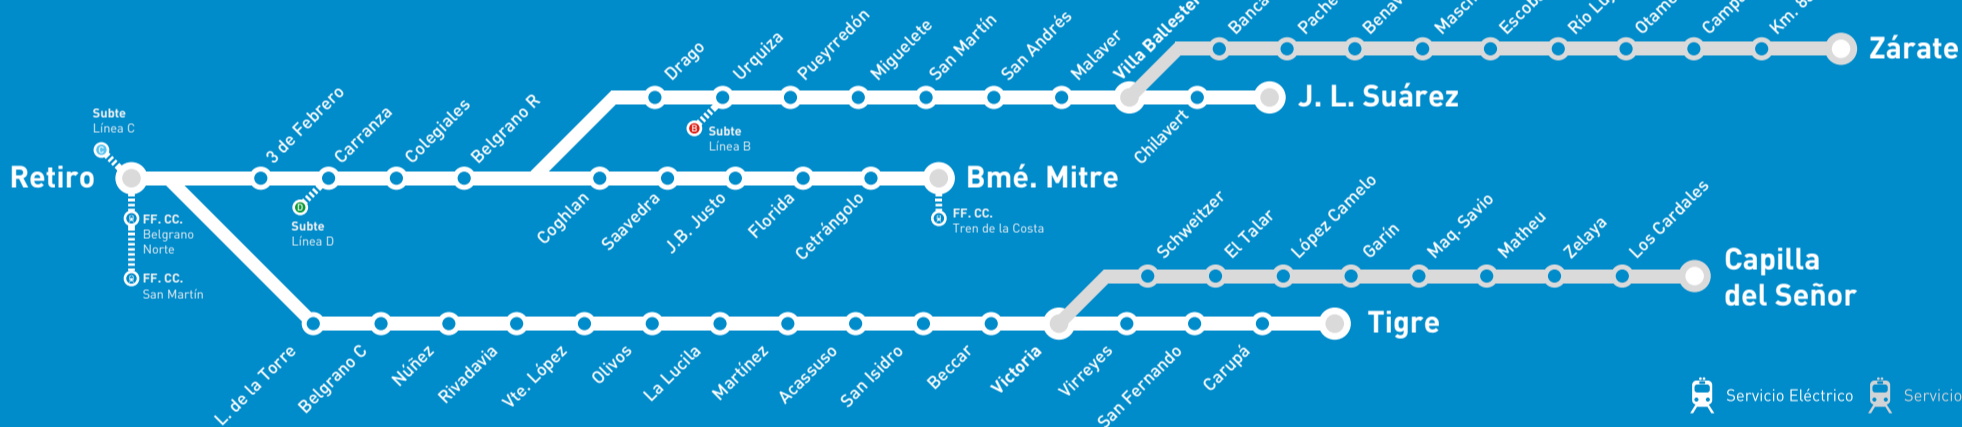 Subte
Línea C
Retiro
FF. CC.
Belgrano
Norte
FF. CC.
San Martín
3 de Febrero
Carranza
Colegiales
Belgrano R
D
Subte
Línea D
Drago
Urquiza
Pueyrredón
Miguelete
San Martín
San Andrés
Malaver
Villa Ballester
B
Subte
Línea B
Chilavert
J. L. Suárez
Zárate
Coghlan
Saavedra
J.B. Justo
Florida
Cetrángolo
Bmé. Mitre
FF. CC.
Tren de la Costa
L. de la Torre
Belgrano C
Núñez
Rivadavia
Vte. López
Olivos
La Lucila
Martínez
Acassuso
San Isidro
Beccar
Victoria
Virreyes
San Fernando
Carupá
Tigre
Schweitzer
El Talar
López Camelo
Garín
Maq. Savio
Matheu
Zelaya
Los Cardales
Capilla
del Señor
Servicio Eléctrico
Servicio